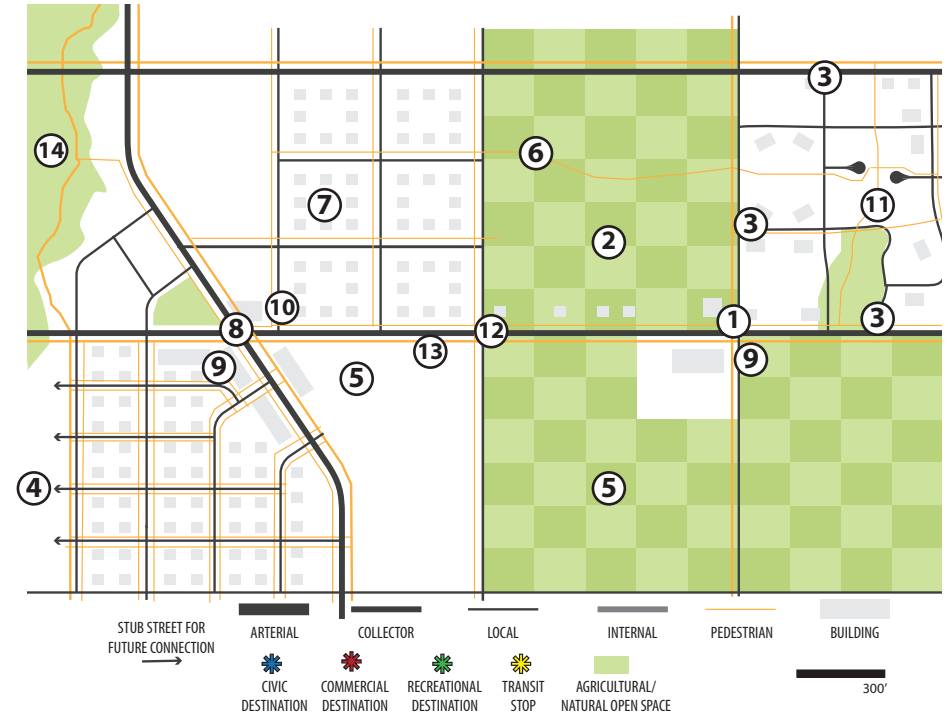 3
14
6
7
11
3
2
10
1
3
8
12
13
9
5
9
4
5
STUB STREET FOR
FUTURE CONNECTION
ARTERIAL
COLLECTOR
LOCAL
INTERNAL
PEDESTRIAN
BUILDING
CIVIC
DESTINATION
COMMERCIAL
DESTINATION
RECREATIONAL
DESTINATION
TRANSIT
STOP
AGRICULTURAL/
NATURAL OPEN SPACE
300'